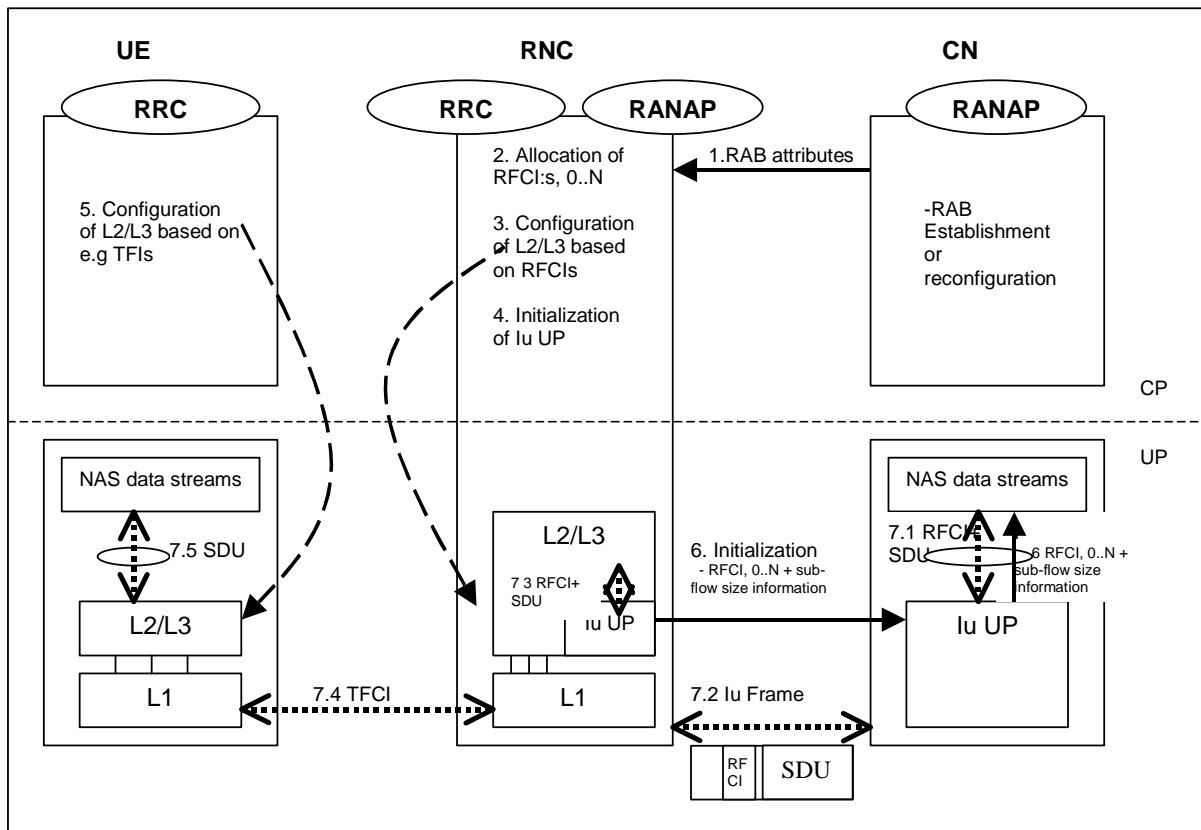 UE
RNC
CN
RRC
RRC
RANAP
RANAP
2. Allocation of
RFCI:s, 0..N
1.RAB attributes
5. Configuration
of L2/L3 based on
e.g TFIs
3. Configuration
of L2/L3 based
on RFCIs
-RAB
Establishment
or
reconfiguration
4. Initialization
of Iu UP
CP
UP
NAS data streams
NAS data streams
7.5 SDU
L2/L3
7 3 RFCI+
SDU
Iu UP
6. Initialization
- RFCI, 0..N + sub-
flow size information
7.1 RFCI+
SDU
6 RFCI, 0..N +
sub-flow size
information
L2/L3
Iu UP
L1
7.4 TFCI
L1
7.2 Iu Frame
RF
CI
SDU